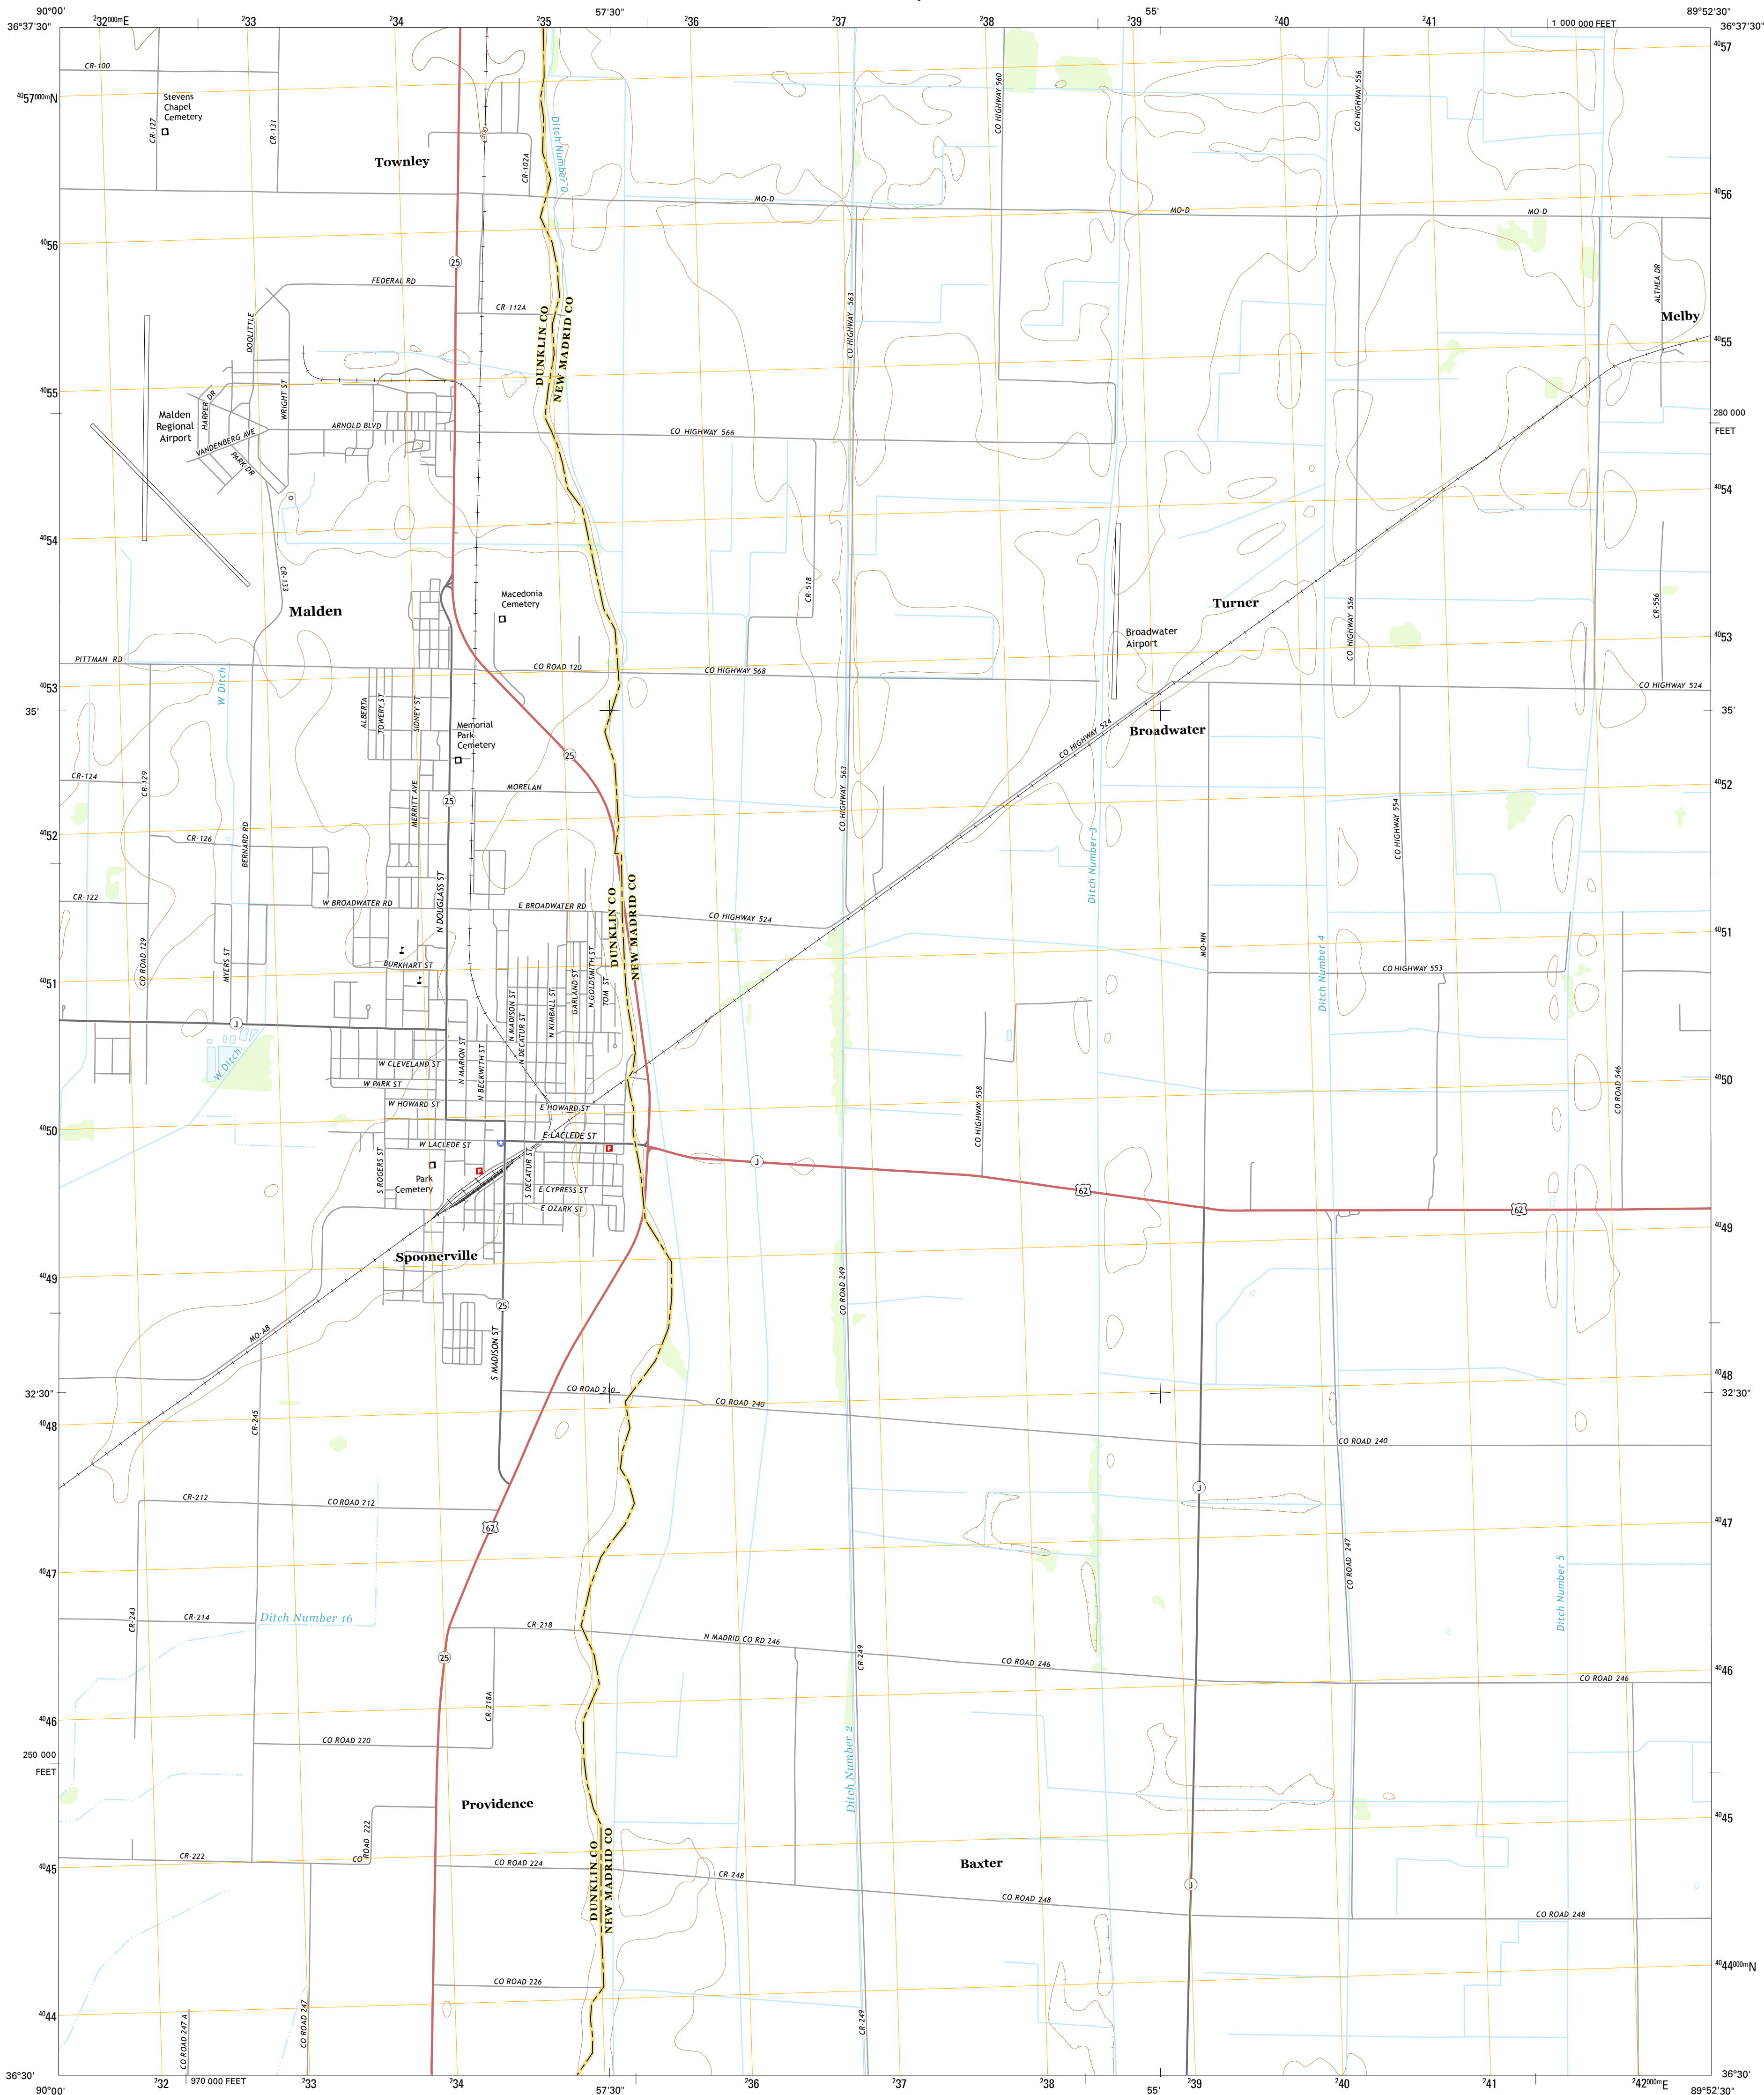 90°00'
²32000mE
²33
²34
²35
57'30"
²36
²37
²38
²39
55'
²40
²41
1 000 000 FEET
89°52'30"
36°37'30"
36°37'30"
CR-100
4057000mN
4057
Stevens
Chapel
Cemetery
CR-127
CR-131
Townley
200
CR-102A
Ditch Number 0
CO HIGHWAY 560
CO HIGHWAY 556
MO-D
MO-D
MO-D
4056
4056
25
FEDERAL RD
CR-112A
DUNKLIN CO
NEW MADRID CO
CO HIGHWAY 563
ALTHEA DR
Melby
4055
4055
DOOLITTLE
HARPER DR
WRIGHT ST
Malden
Regional
Airport
VANDENBERG AVE
PARK DR
ARNOLD BLVD
CO HIGHWAY 566
280 000
FEET
4054
4054
CR-133
Malden
Macedonia
Cemetery
CR-518
Turner
Broadwater
Airport
CO HIGHWAY 556
CR-556
4053
4053
PITTMAN RD
W Ditch
CO ROAD 120
CO HIGHWAY 568
CO HIGHWAY 524
35'
35'
ALBERTA
TOWERY ST
SIDNEY ST
Memorial
Park
Cemetery
25
CO HIGHWAY 524
Broadwater
CR-124
CR-129
MERRITT AVE
25
MORELAN
CO HIGHWAY 563
Ditch Number 3
CO HIGHWAY 554
4052
4052
CR-126
BERNARD RD
CR-122
W BROADWATER RD
N DOUGLASS ST
E BROADWATER RD
DUNKLIN CO
NEW MADRID CO
CO HIGHWAY 524
4051
4051
CO ROAD 129
MYERS ST
BURKHART ST
N MADISON ST
N DECATUR ST
N KIMBALL ST
GARLAND ST
N GOLDSMITH ST
TOM ST
MO-NN
Ditch Number 4
CO HIGHWAY 553
J
W Ditch
W CLEVELAND ST
N MARION ST
N BECKWITH ST
W PARK ST
W HOWARD ST
E HOWARD ST
CO HIGHWAY 558
CO ROAD 546
4050
4050
W LACLEDE ST
E LACLEDE ST
F
F
S ROGERS ST
Park
Cemetery
S DECATUR ST
E CYPRESS ST
E OZARK ST
J
62
62
4049
4049
Spoonerville
25
CO ROAD 249
MO-AB
S MADISON ST
32'30"
32'30"
CO ROAD 210
CO ROAD 240
CO ROAD 240
4048
4048
CR-245
CR-212
CO ROAD 212
62
J
4047
4047
CR-243
CR-214
Ditch Number 16
25
CR-218
N MADRID CO RD 246
CR-249
CO ROAD 246
CO ROAD 247
Ditch Number 5
CO ROAD 246
4046
4046
CR-218A
CO ROAD 220
250 000
FEET
Ditch Number 2
Providence
4045
4045
CR-222
CO ROAD 222
DUNKLIN CO
NEW MADRID CO
CO ROAD 224
CR-248
Baxter
CO ROAD 248
J
CO ROAD 248
4044000mN
4044
CO ROAD 226
CO ROAD 247 A
CO ROAD 247
CR-249
36°30'
36°30'
90°00'
²32
970 000 FEET
²33
²34
57'30"
²36
²37
²38
55'
²39
²40
²41
²42000mE
89°52'30"